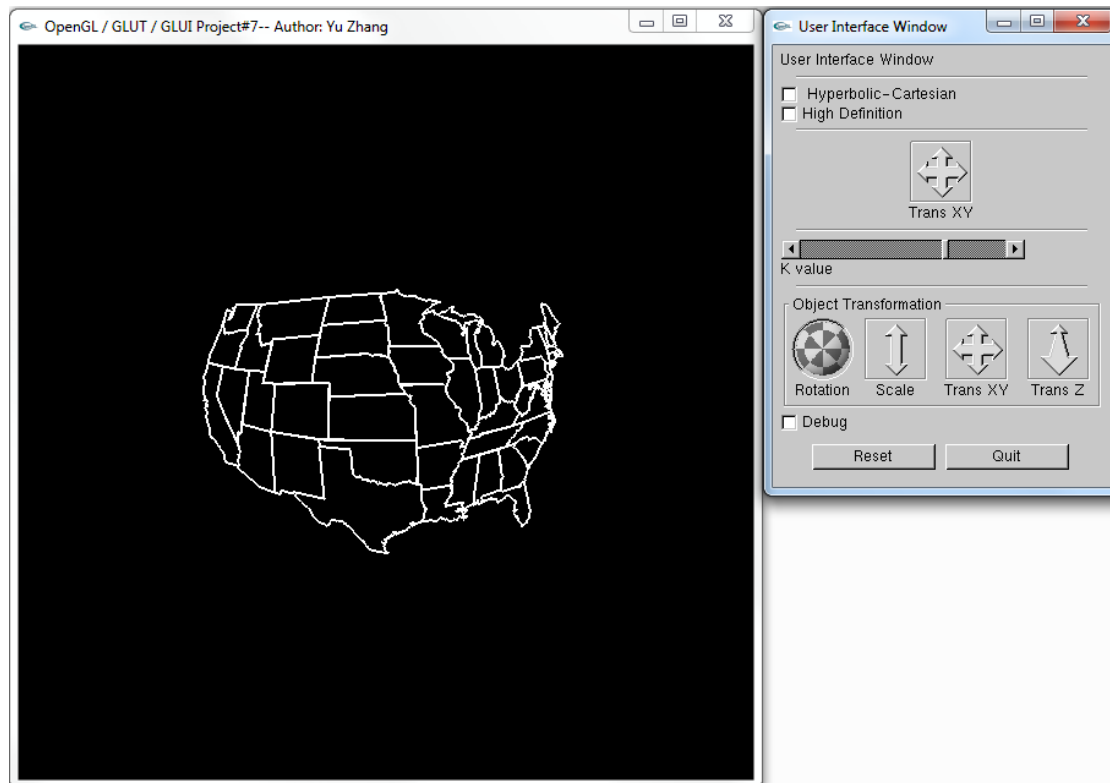 OpenGL / GLUT / GLUI Project#7-- Author: Yu Zhang
User Interface Window
User Interface Window
Hyperbolic-Cartesian
High Definition
Trans XY
K value
Object Transformation
Rotation Scale Trans XY Trans Z
Debug
Reset Quit